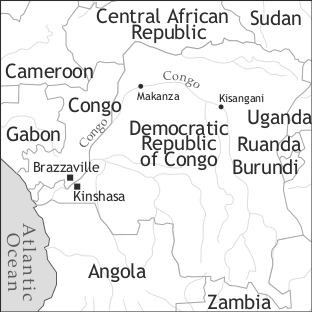 Central African
Republic
Sudan
Cameroon
Congo
Makanza
Kisangani
Congo
Uganda
Gabon
Congo
Democratic
Republic
of Congo
Ruanda
Burundi
Brazzaville
Kinshasa
Atlantic
Ocean
Angola
Zambia